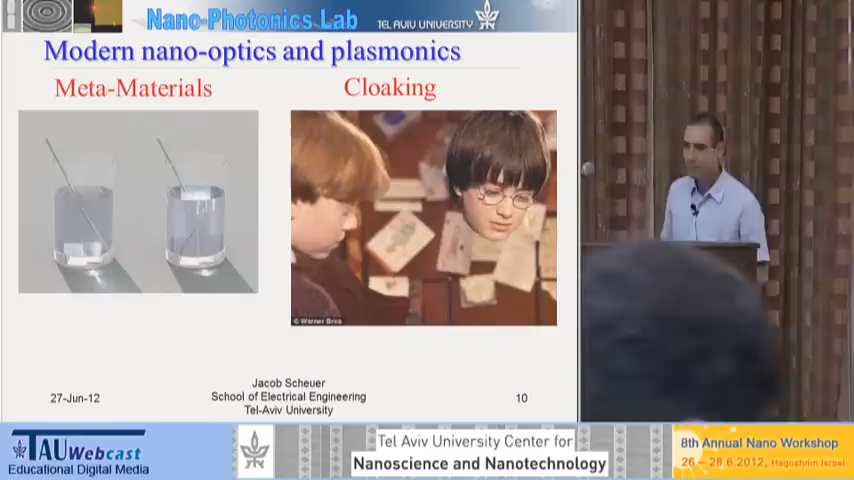 Nano-Photonics Lab
TEL AVIV UNIVERSITY
Modern nano-optics and plasmonics
Meta-Materials
Cloaking
© Warner Bros
27-Jun-12
Jacob Scheuer
School of Electrical Engineering
Tel-Aviv University
10
TAU Webcast
Educational Digital Media
Tel Aviv University Center for
Nanoscience and Nanotechnology
8th Annual Nano Workshop
26 – 28.6.2012, Hagoshrim Israel